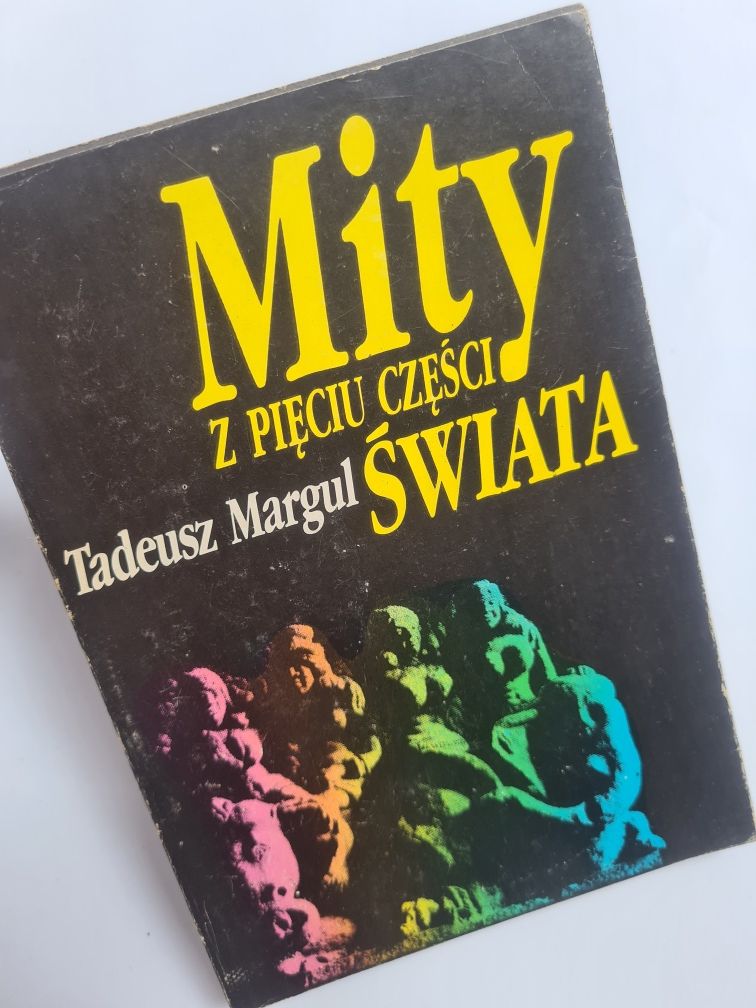 Mity
Z PIĘCIU CZĘŚCI
ŚWIATA
Tadeusz Margul